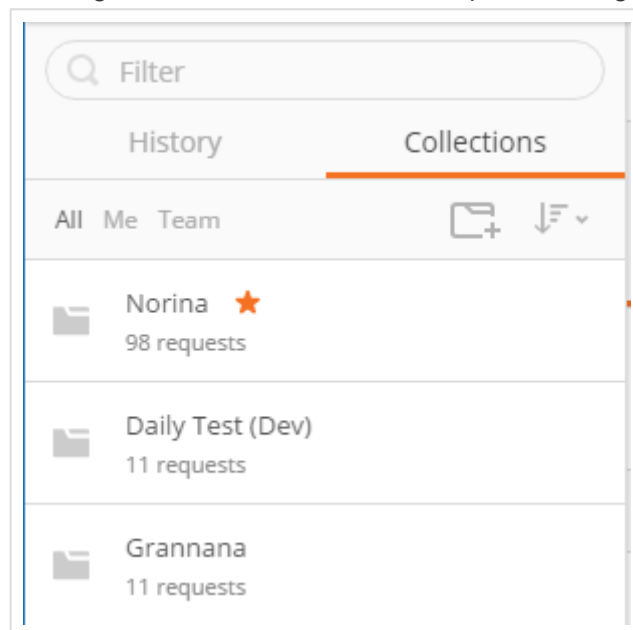 Filter
History Collections
All Me Team
Norina
98 requests
Daily Test (Dev)
11 requests
Grannana
11 requests